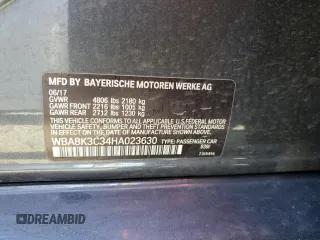 MFD BY BAYERISCHE MOTOREN WERKE AG
06/17
GVWR 4806 lbs 2180 kg
GAWR FRONT 2216 lbs 1005 kg
GAWR REAR 2712 lbs 1230 kg
THIS VEHICLE CONFORMS TO ALL APPLICABLE U.S. FEDERAL MOTOR
VEHICLE SAFETY, BUMPER AND THEFT PREVENTION STANDARDS
IN EFFECT ON THE DATE OF MANUFACTURE SHOWN ABOVE.
WBA8K3C34HA023630 TYPE: PASSENGER CAR
DREAMBID